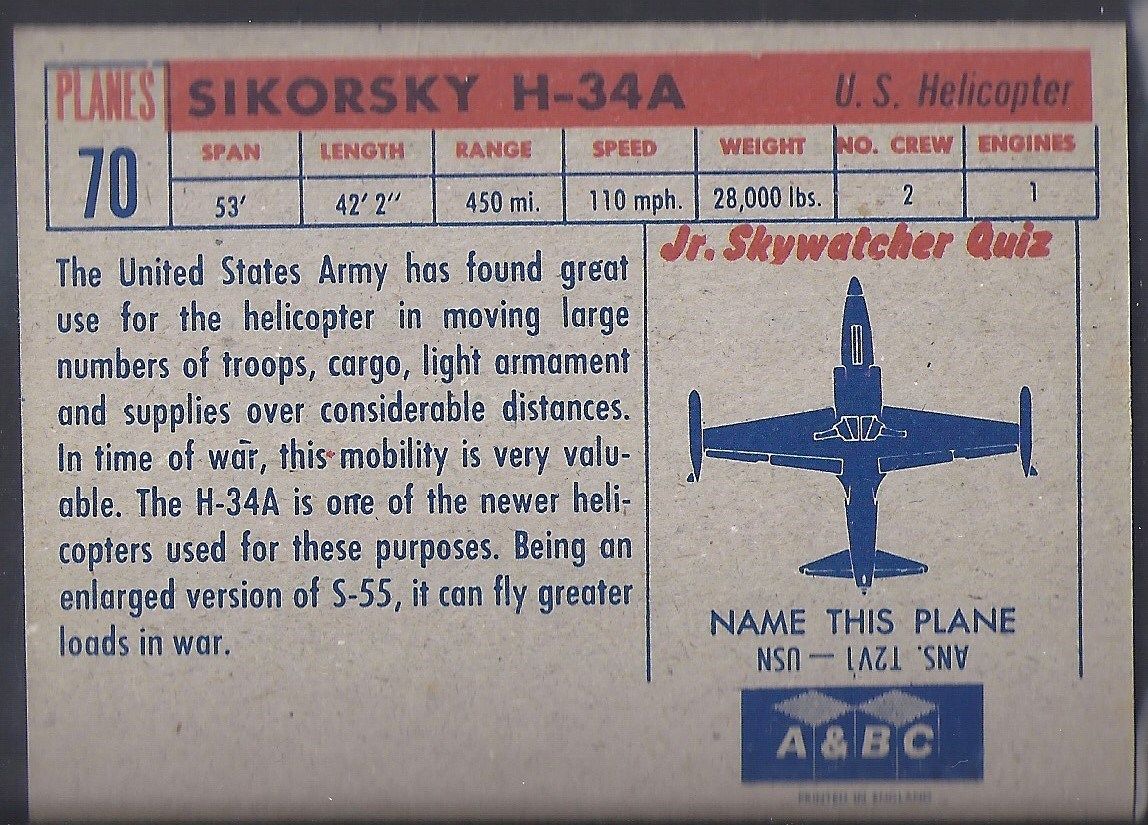 PLANES
70
SIKORSKY H-34A U. S. Helicopter
SPAN LENGTH RANGE SPEED WEIGHT NO. CREW ENGINES
53' 42' 2" 450 mi. 110 mph. 28,000 lbs. 2 1
The United States Army has found great
use for the helicopter in moving large
numbers of troops, cargo, light armament
and supplies over considerable distances.
In time of war, this mobility is very valu-
able. The H-34A is one of the newer heli-
copters used for these purposes. Being an
enlarged version of S-55, it can fly greater
loads in war.
Jr. Skywatcher Quiz
NAME THIS PLANE
ANS. T2V1 — USN
A & B C
PRINTED IN ENGLAND